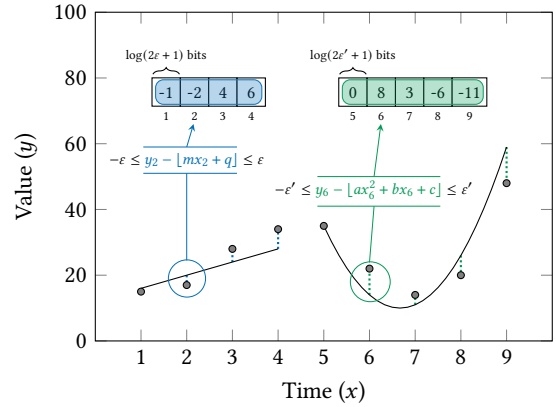 100
80
60
40
20
0
Value (y)
log(2ε + 1) bits
-1 -2 4 6
1 2 3 4
−ε ≤ y₂ − ⌊mx₂ + q⌋ ≤ ε
log(2ε′ + 1) bits
0 8 3 -6 -11
5 6 7 8 9
−ε′ ≤ y₆ − ⌊ax₆² + bx₆ + c⌋ ≤ ε′
1 2 3 4 5 6 7 8 9
Time (x)